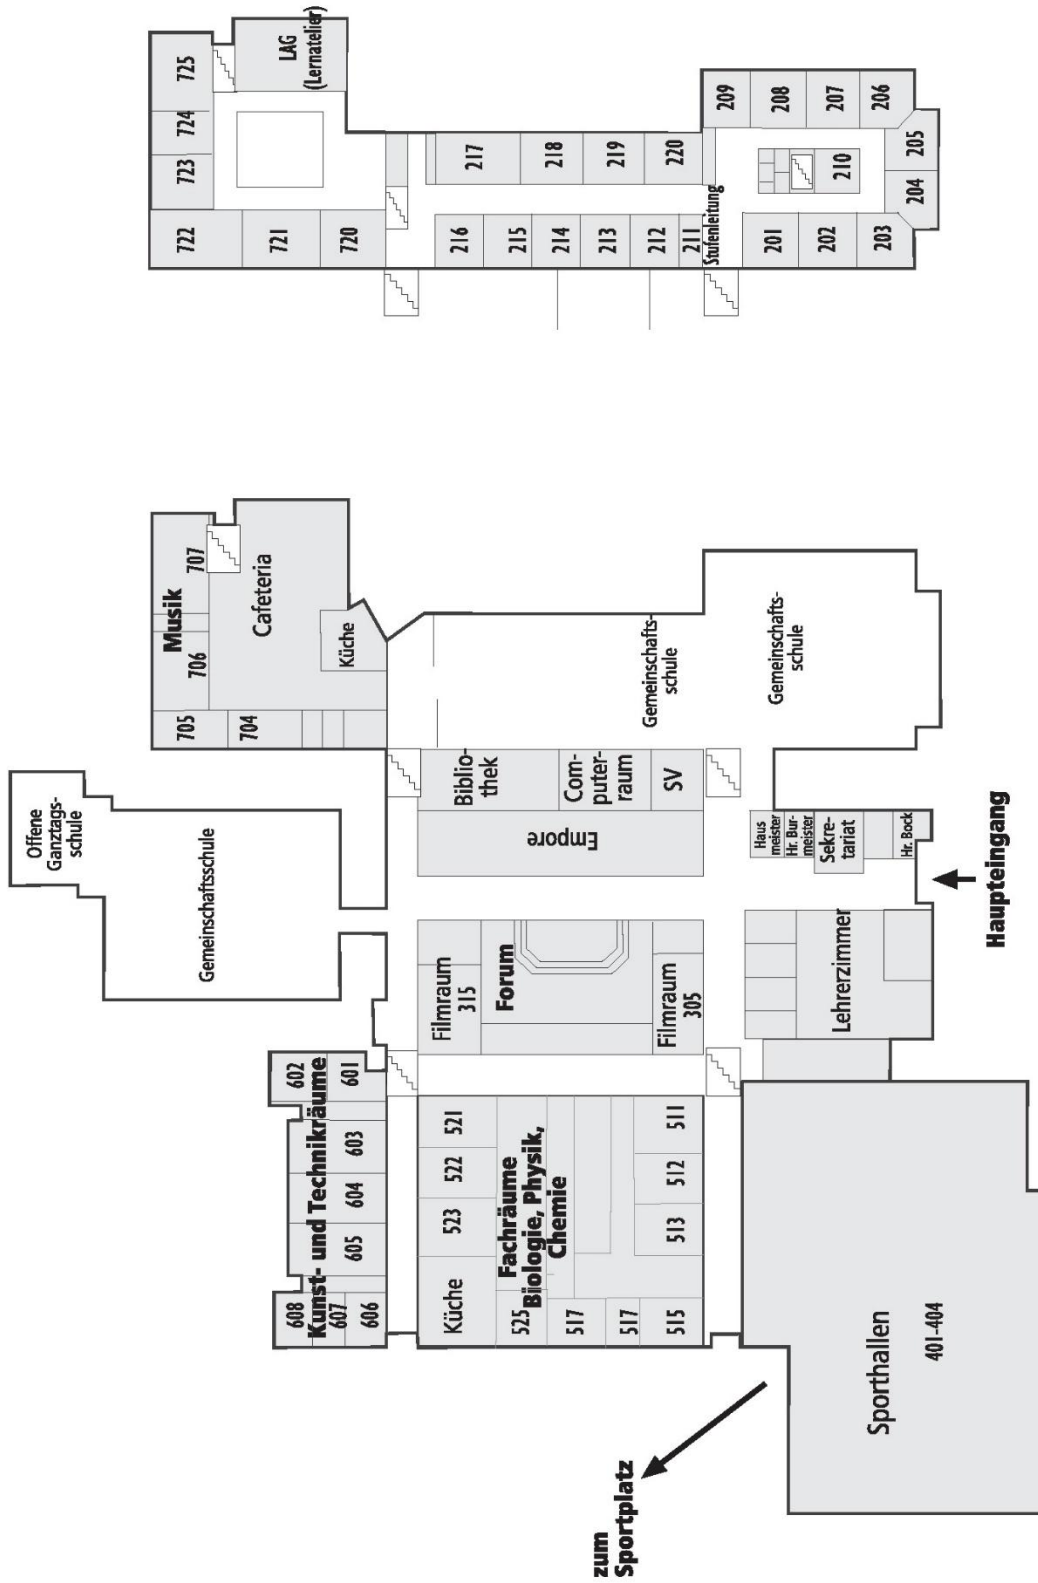 725
724
723
722
721
720
LAG
(Lernatelier)
217
218
219
220
216
215
214
213
212
211
Stufenleitung
209
208
207
206
205
204
210
201
202
203
Musik
707
706
705
704
Cafeteria
Küche
Gemeinschafts-
schule
Gemeinschafts-
schule
Biblio-
thek
Com-
puter-
raum
SV
Empore
Offene
Ganztags-
schule
Gemeinschaftsschule
Haus
meister
Hr. Bur-
meister
Sekre-
tariat
Hr. Bock
Haupteingang
Filmraum
315
Forum
Filmraum
305
Lehrerzimmer
602
601
Kunst- und Technikräume
603
604
605
608
607
606
521
522
523
Küche
Fachräume
Biologie, Physik,
Chemie
511
512
513
525
517
517
515
Sporthallen
401-404
zum
Sportplatz